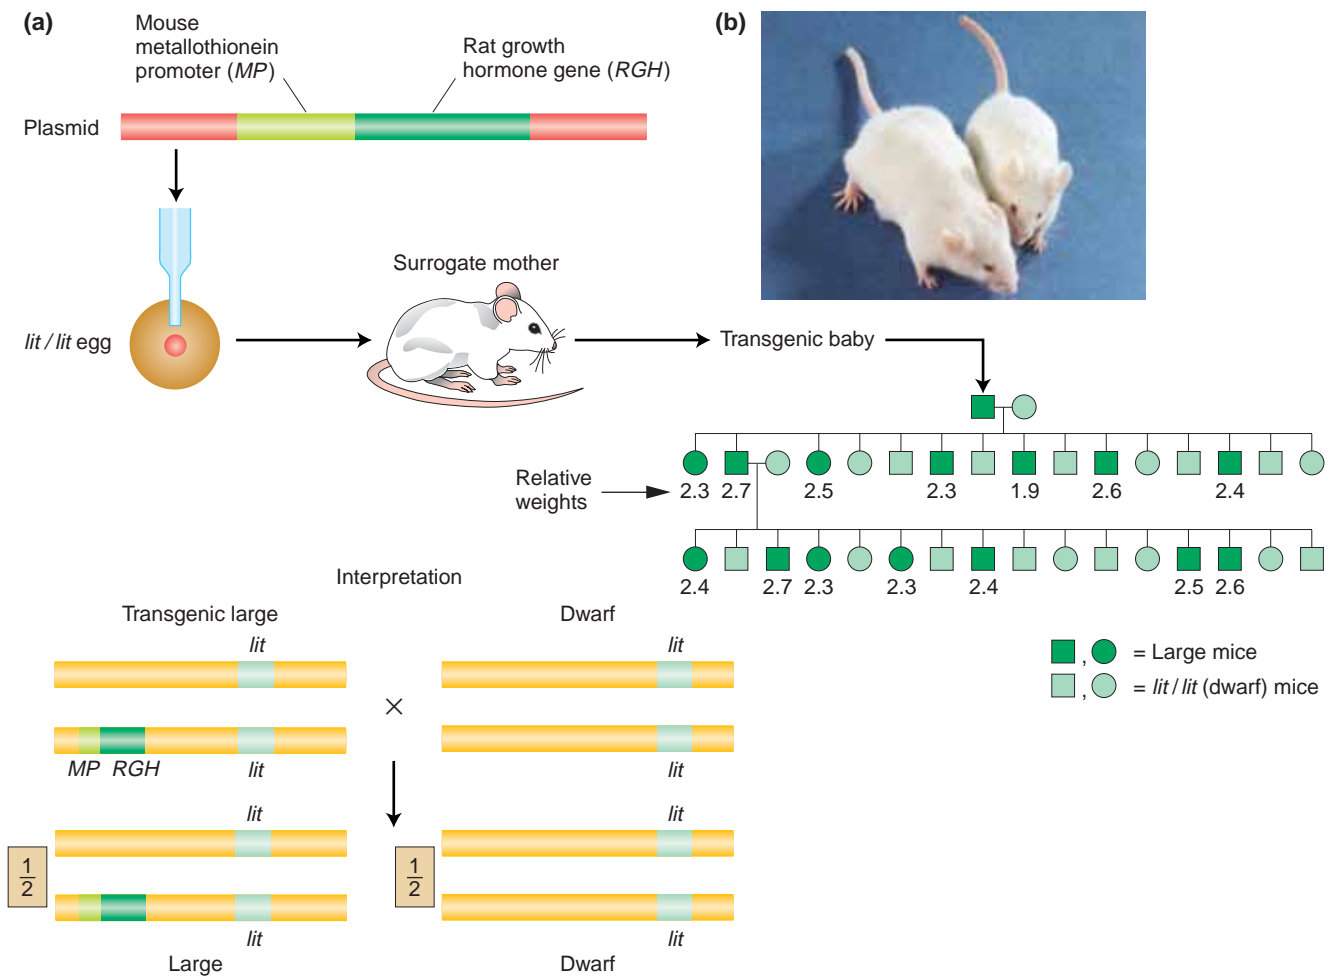 (a)
Mouse
metallothionein
promoter (MP)
Rat growth
hormone gene (RGH)
(b)
Plasmid
Surrogate mother
lit / lit egg
Transgenic baby
Relative
weights
2.3 2.7 2.5 2.3 1.9 2.6 2.4
2.4 2.7 2.3 2.3 2.4 2.5 2.6
Interpretation
Transgenic large
Dwarf
lit
lit
×
MP RGH
lit
lit
lit
lit
1
2
1
2
lit
lit
Large
Dwarf
, = Large mice
, = lit / lit (dwarf) mice